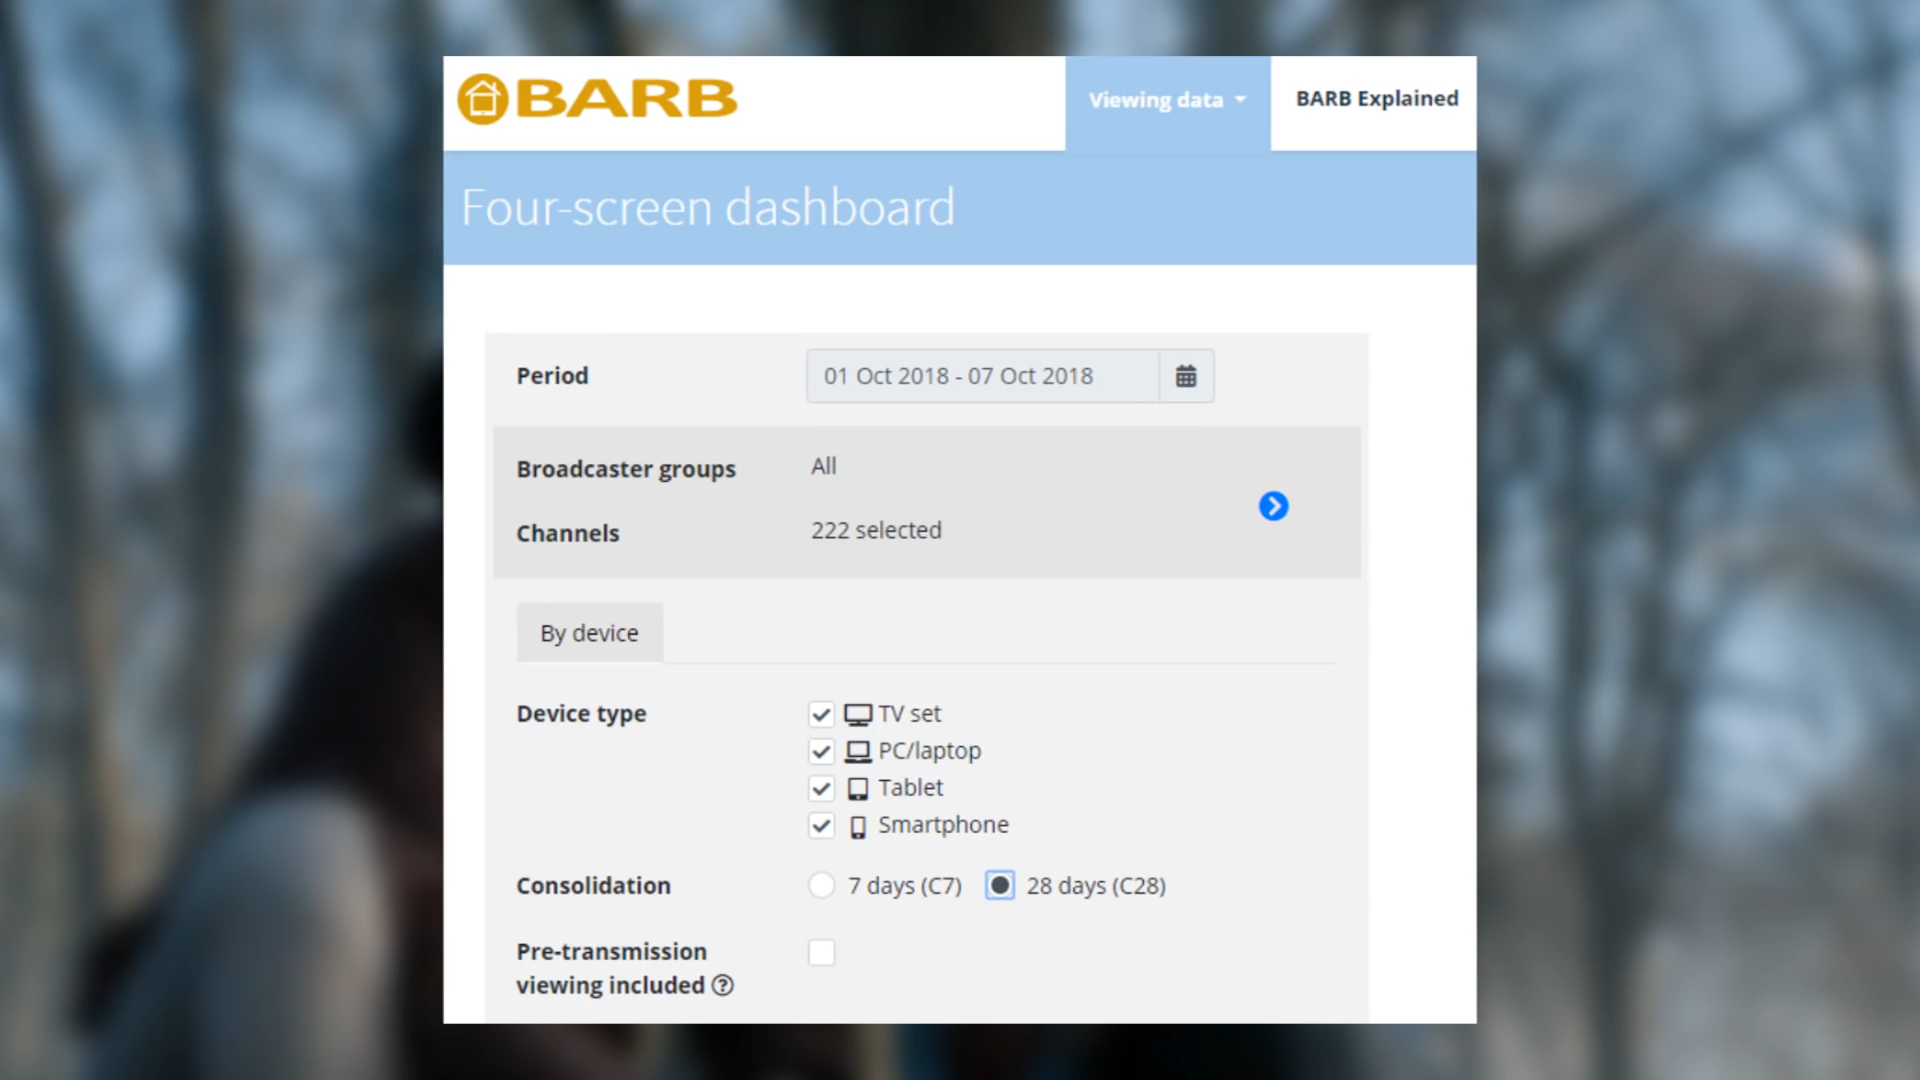 BARB
Viewing data
BARB Explained
Four-screen dashboard
Period
01 Oct 2018 - 07 Oct 2018
Broadcaster groups
All
Channels
222 selected
By device
Device type
TV set
PC/laptop
Tablet
Smartphone
Consolidation
7 days (C7)
28 days (C28)
Pre-transmission
viewing included ?